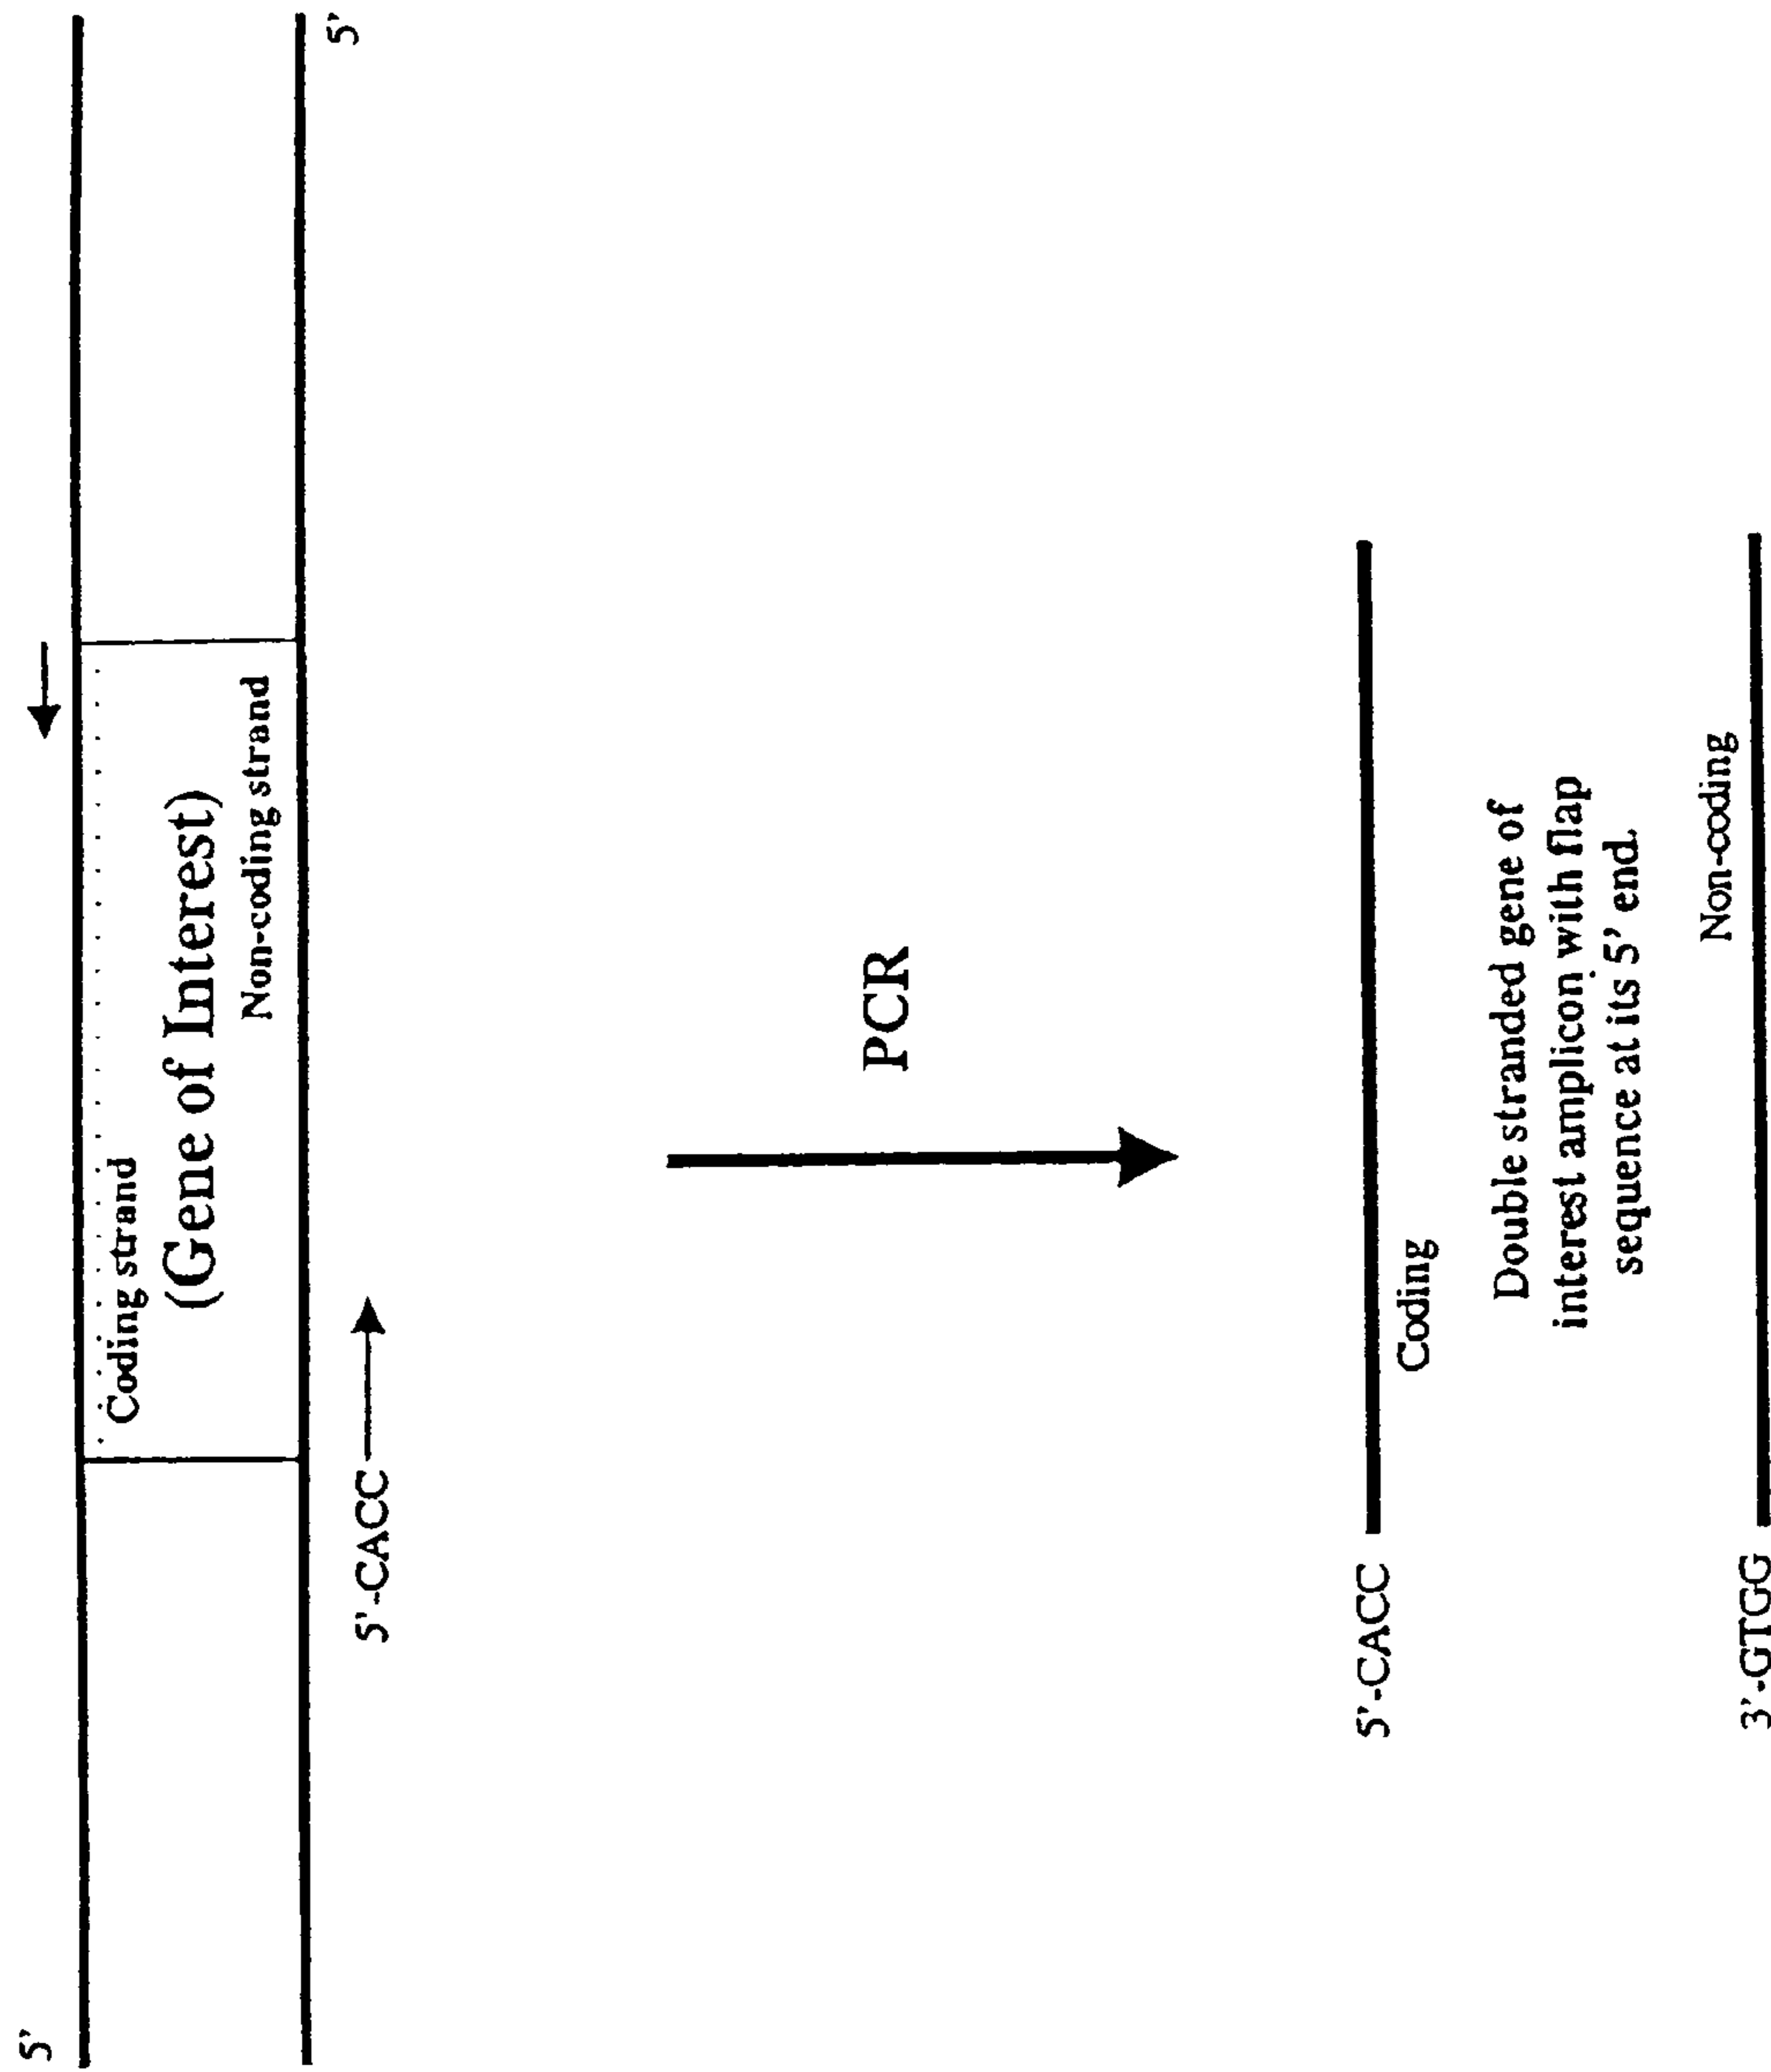 5'
Coding strand
(Gene of Interest)
Non-coding strand
5'
5'-CACC
PCR
5'-CACC
Coding
Double stranded gene of
interest amplicon with flap
sequence at its 5' end.
Non-coding
3'-GTGG